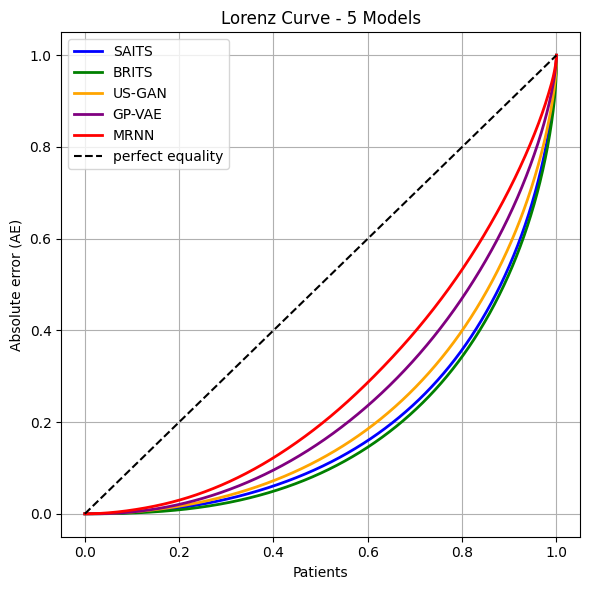 Lorenz Curve - 5 Models
SAITS
BRITS
US-GAN
GP-VAE
MRNN
perfect equality
Absolute error (AE)
1.0
0.8
0.6
0.4
0.2
0.0
0.0 0.2 0.4 0.6 0.8 1.0
Patients